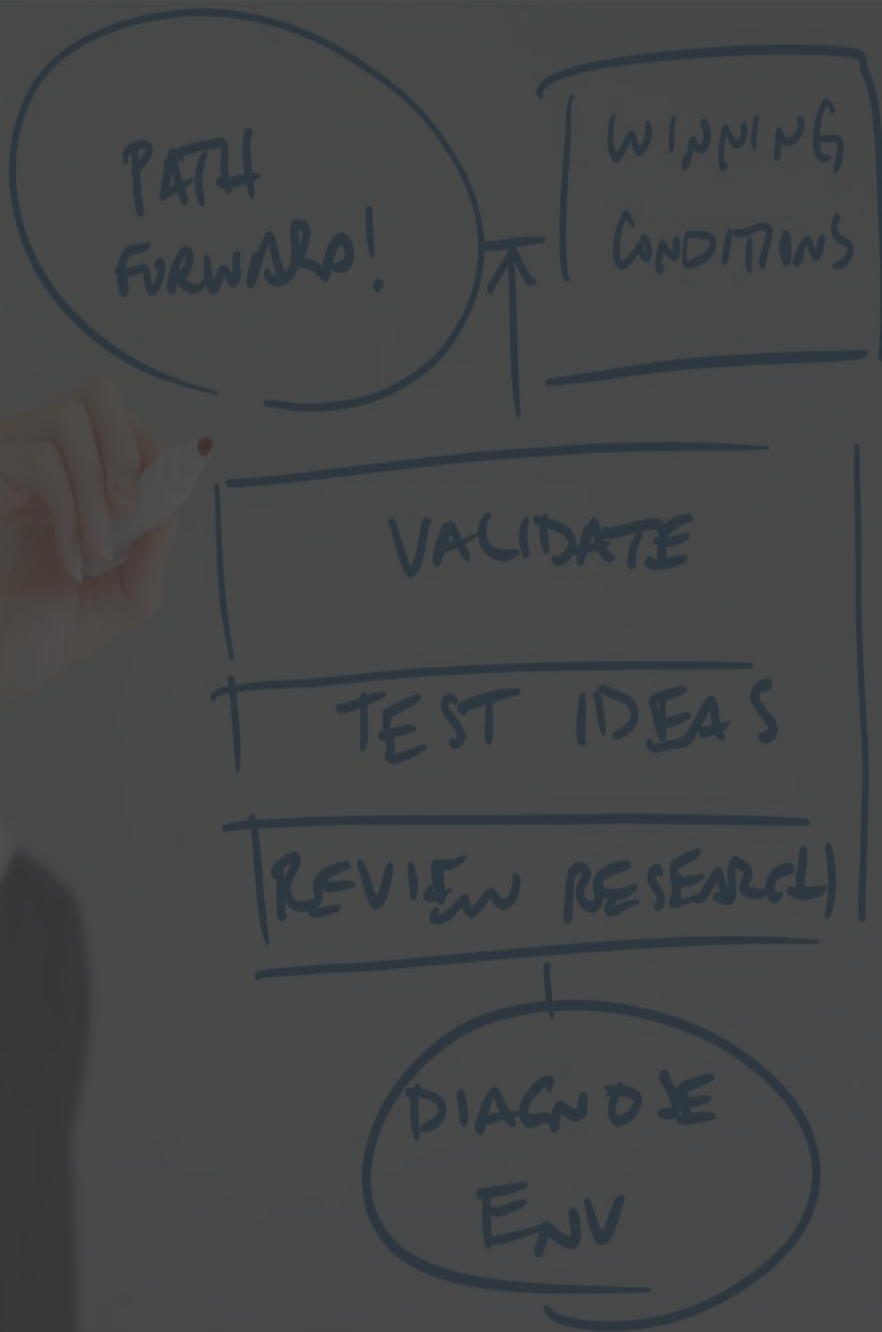 PATH
FORWARD!
WINNING
CONDITIONS
VALIDATE
TEST IDEAS
REVIEW RESEARCH
DIAGNOSE
ENV